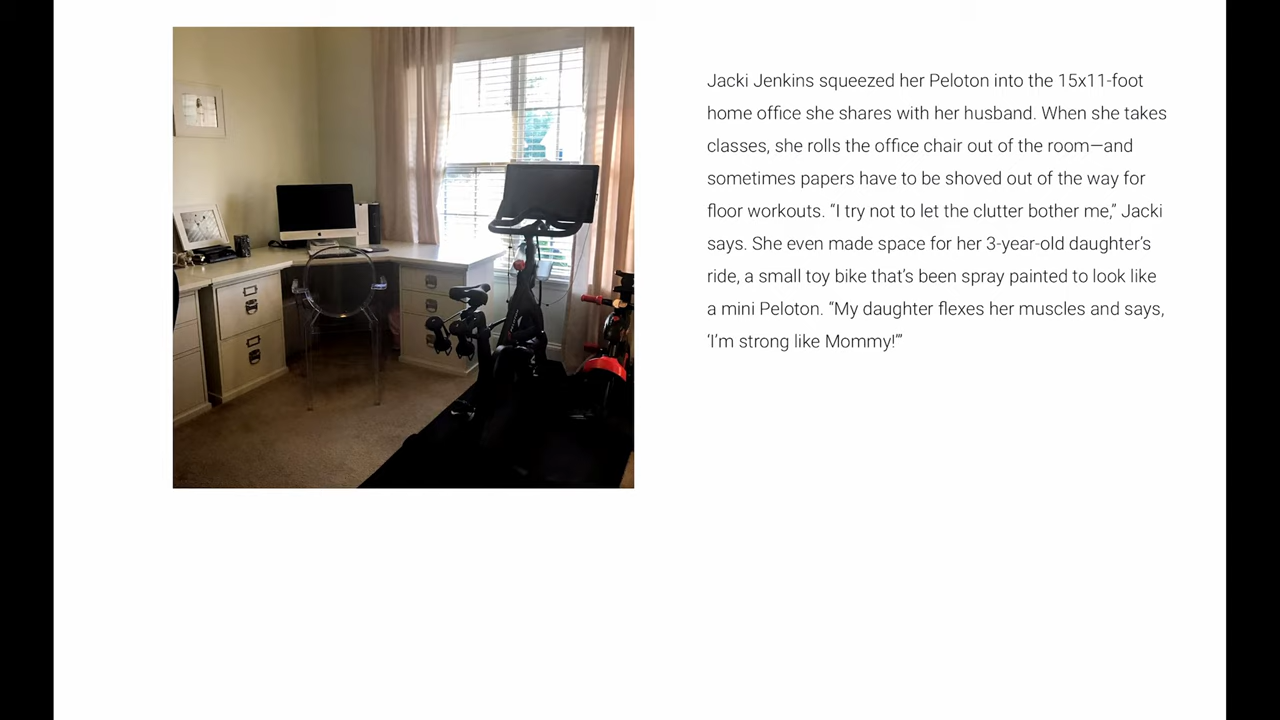 Jacki Jenkins squeezed her Peloton into the 15x11-foot
home office she shares with her husband. When she takes
classes, she rolls the office chair out of the room—and
sometimes papers have to be shoved out of the way for
floor workouts. “I try not to let the clutter bother me,” Jacki
says. She even made space for her 3-year-old daughter’s
ride, a small toy bike that’s been spray painted to look like
a mini Peloton. “My daughter flexes her muscles and says,
‘I’m strong like Mommy!’”